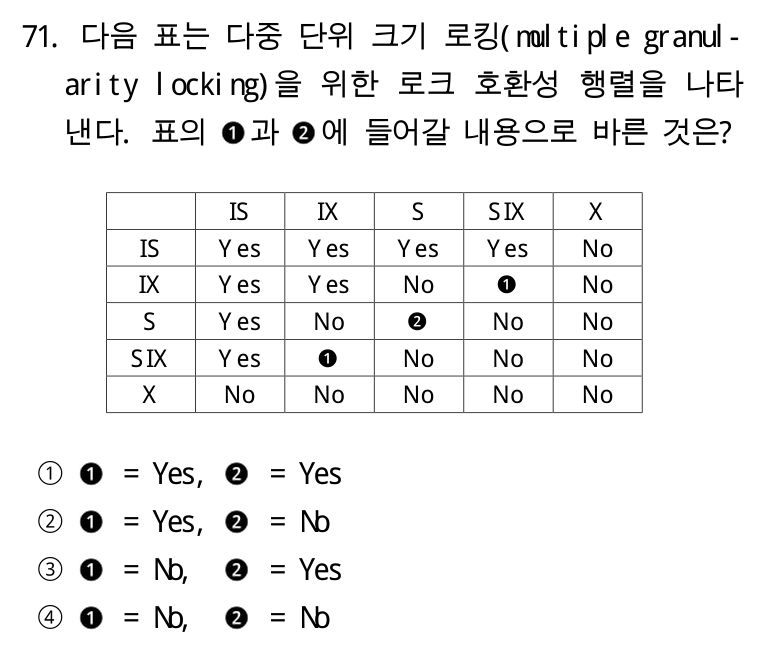 71. 다음 표는 다중 단위 크기 로킹(multiple granul-
arity locking)을 위한 로크 호환성 행렬을 나타
낸다. 표의 ❶과 ❷에 들어갈 내용으로 바른 것은?
IS IX S SIX X
IS Yes Yes Yes Yes No
IX Yes Yes No ❶ No
S Yes No ❷ No No
SIX Yes ❶ No No No
X No No No No No
① ❶ = Yes, ❷ = Yes
② ❶ = Yes, ❷ = No
③ ❶ = No, ❷ = Yes
④ ❶ = No, ❷ = No